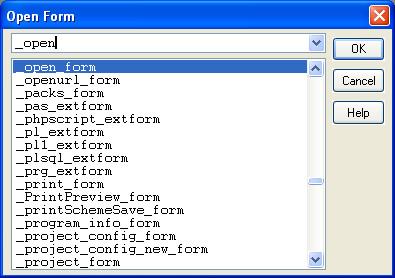 Open Form
_open
OK
_open_form
_openurl_form
Cancel
_packs_form
_pas_extform
Help
_phpscript_extform
_pl_extform
_pl1_extform
_plsql_extform
_prg_extform
_print_form
_PrintPreview_form
_printSchemeSave_form
_program_info_form
_project_config_form
_project_config_new_form
_project_form